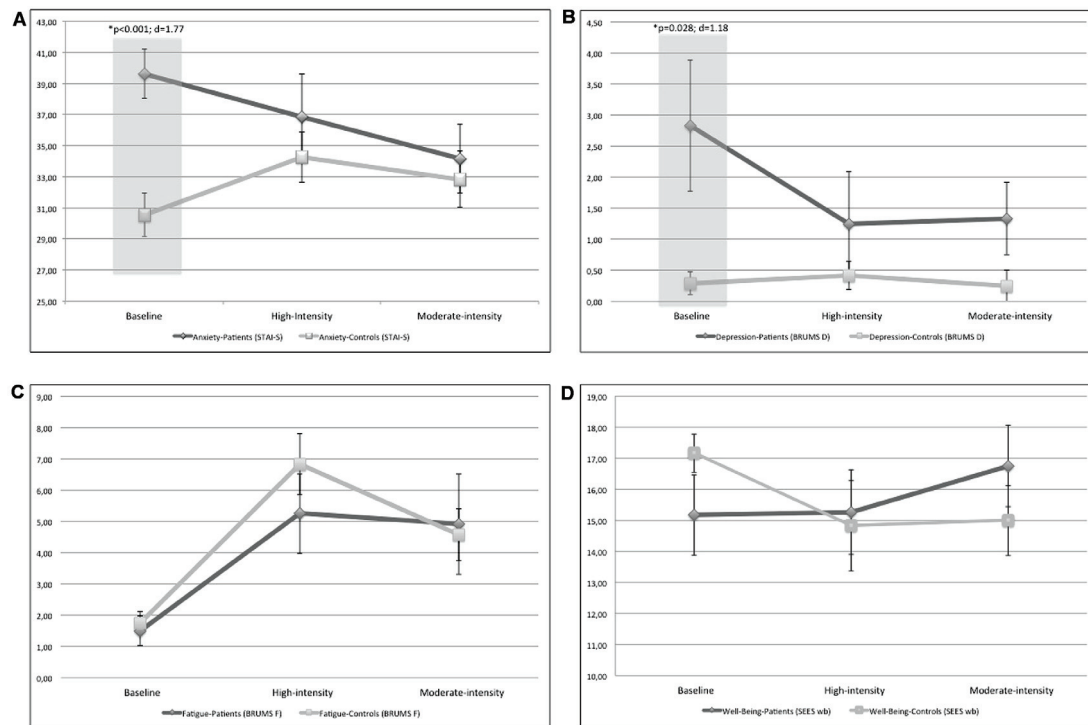 A
*p<0.001; d=1.77
43,00
41,00
39,00
37,00
35,00
33,00
31,00
29,00
27,00
25,00
Baseline
High-Intensity
Moderate-intensity
Anxiety-Patients (STAI-S)
Anxiety-Controls (STAI-S)
B
*p=0.028; d=1.18
4,50
4,00
3,50
3,00
2,50
2,00
1,50
1,00
0,50
0,00
Baseline
High-intensity
Moderate-intensity
Depression-Patients (BRUMS D)
Depression-Controls (BRUMS D)
C
9,00
8,00
7,00
6,00
5,00
4,00
3,00
2,00
1,00
0,00
Baseline
High-intensity
Moderate-intensity
Fatigue-Patients (BRUMS F)
Fatigue-Controls (BRUMS F)
D
19,00
18,00
17,00
16,00
15,00
14,00
13,00
12,00
11,00
10,00
Baseline
High-intensity
Moderate-intensity
Well-Being-Patients (SEES wb)
Well-Being-Controls (SEES wb)